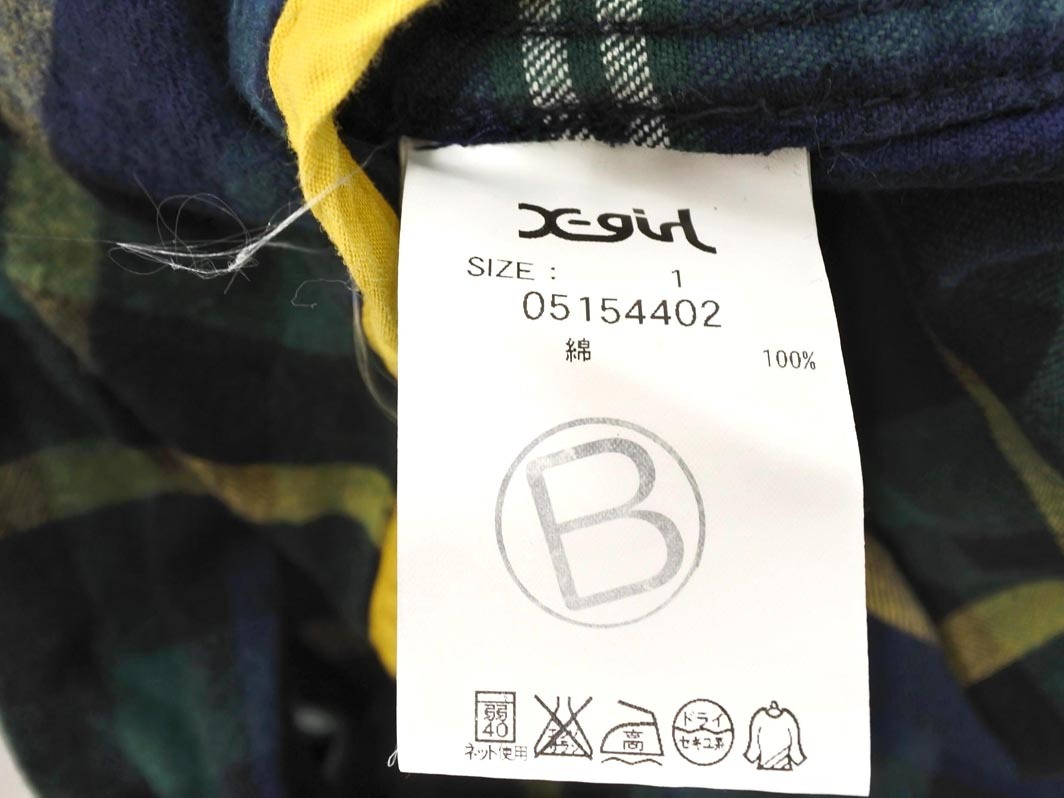 X-girl
SIZE : 1
05154402
綿 100%
B
弱
40
ネット使用
高
ドライ
セキユ系